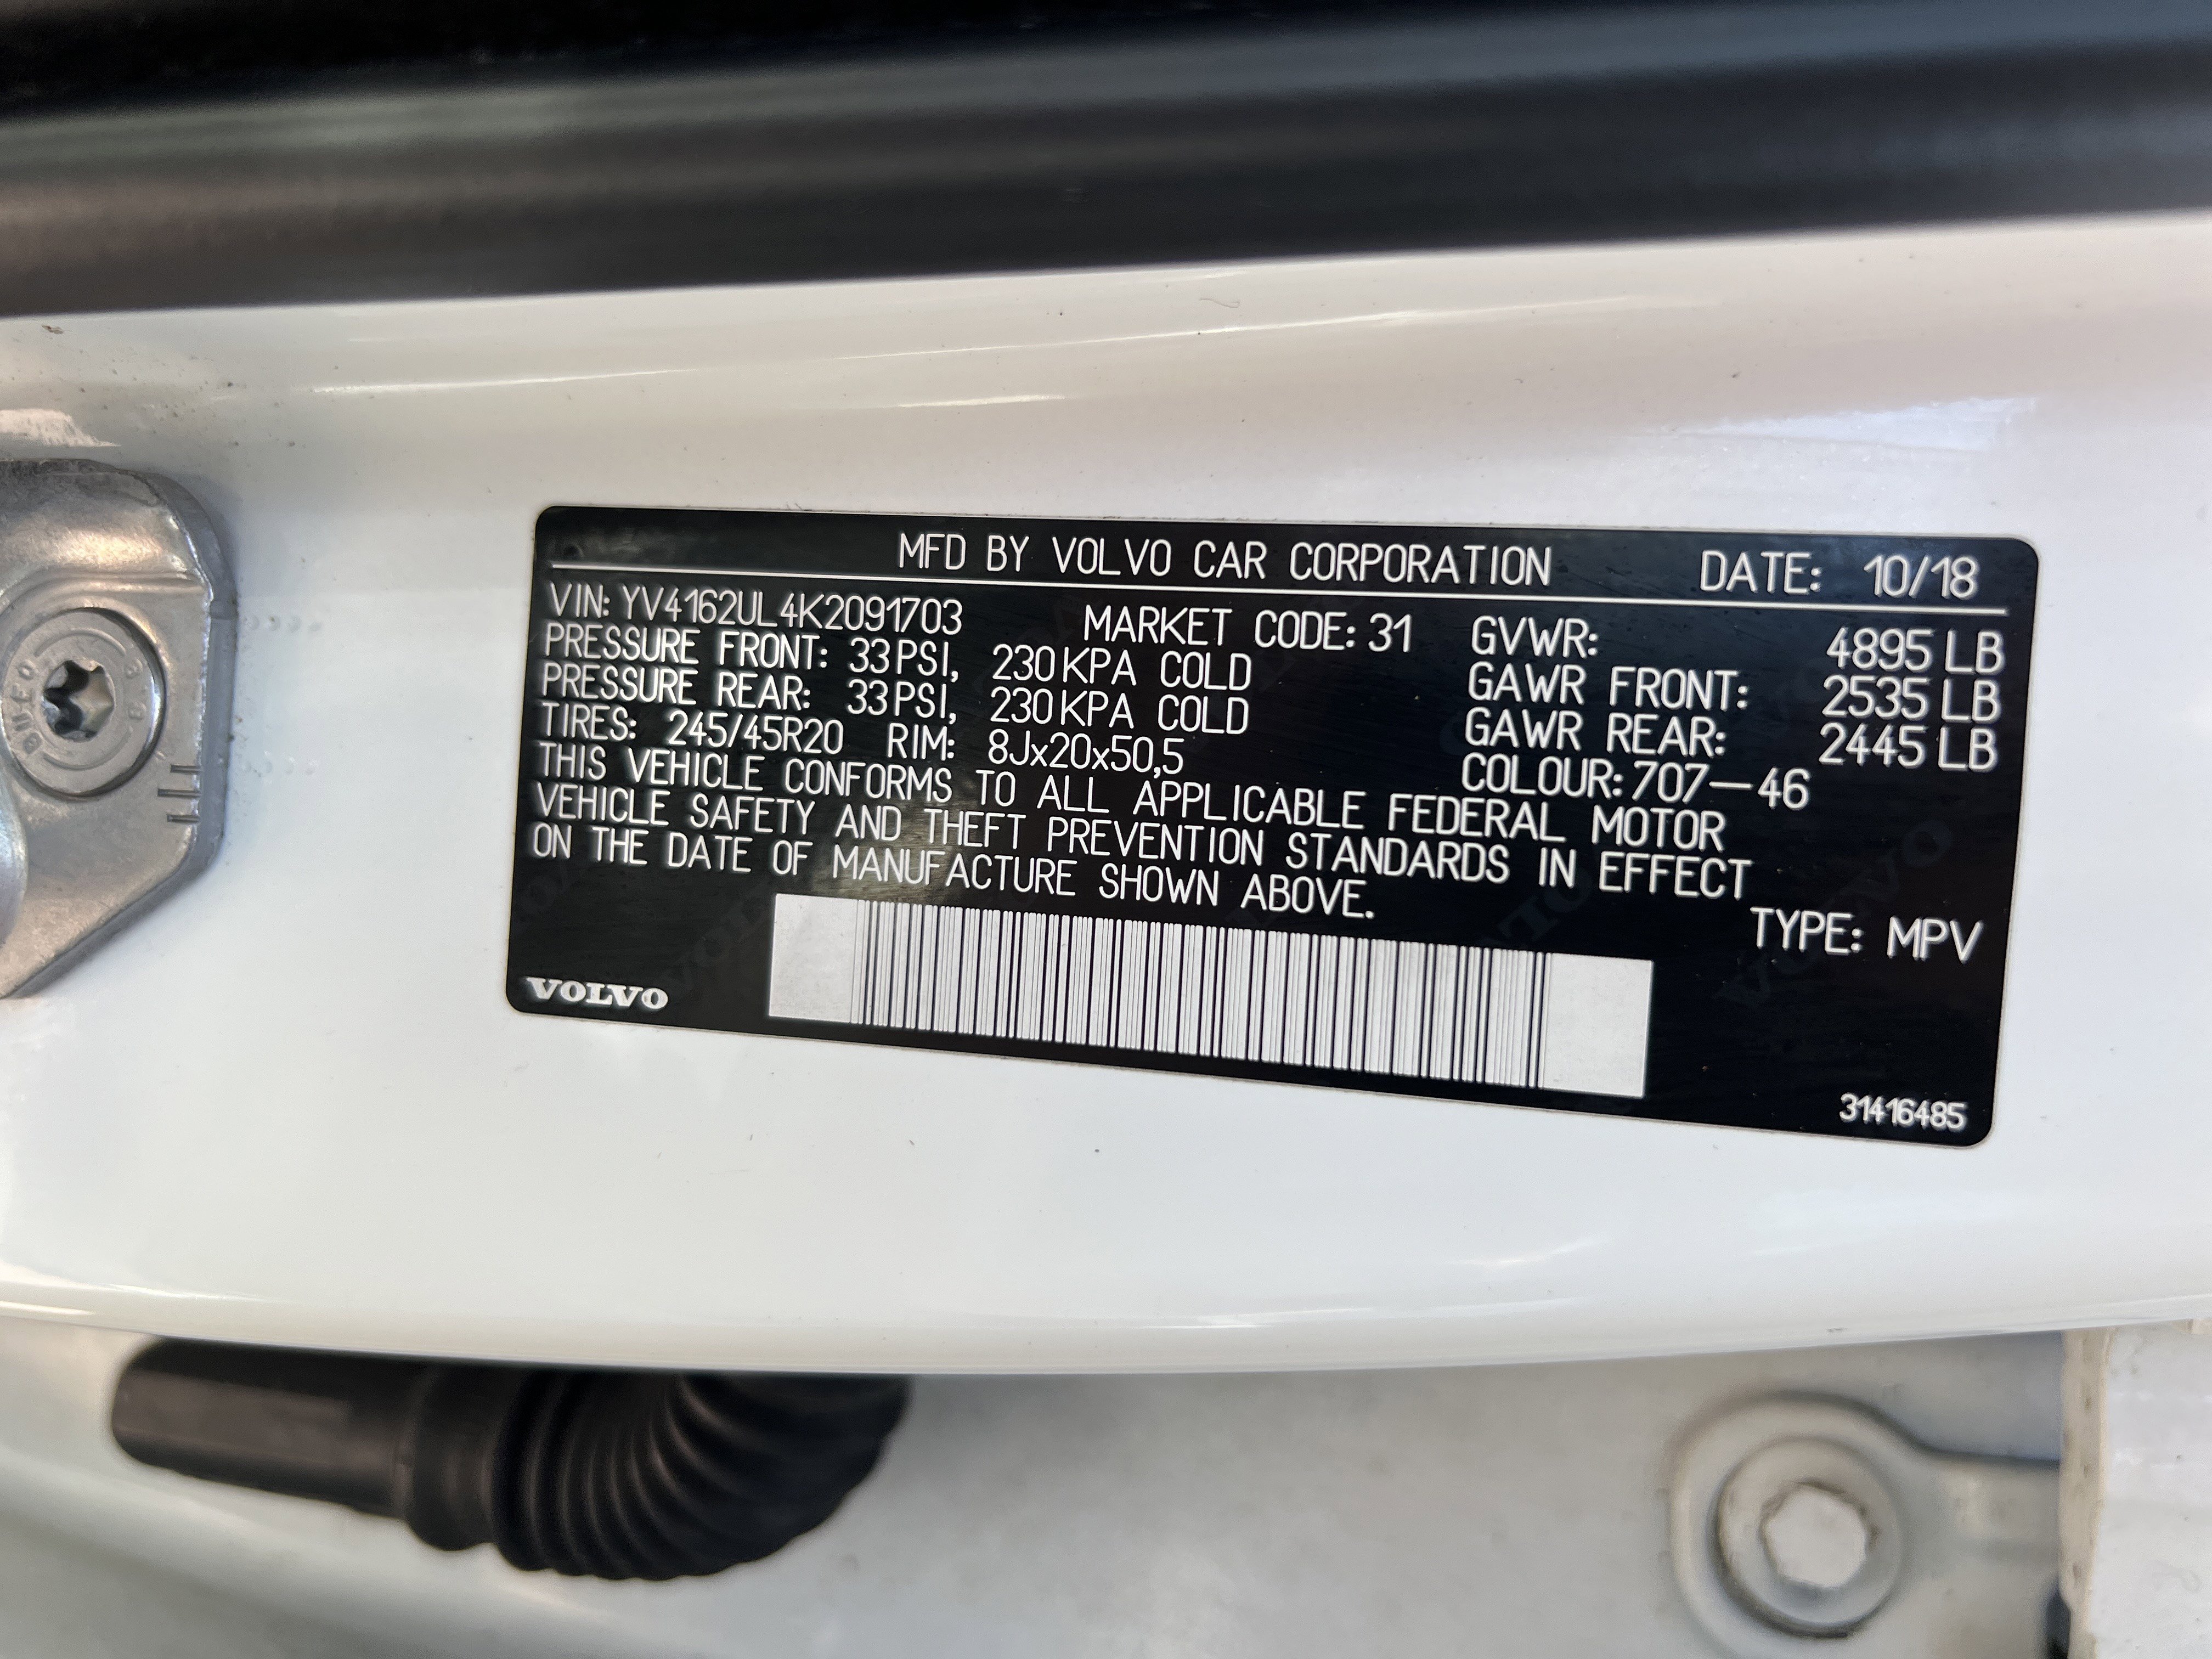 MFD BY VOLVO CAR CORPORATION DATE: 10/18
VIN: YV4162UL4K2091703 MARKET CODE: 31 GVWR: 4895 LB
PRESSURE FRONT: 33 PSI, 230 KPA COLD GAWR FRONT: 2535 LB
PRESSURE REAR: 33 PSI, 230 KPA COLD GAWR REAR: 2445 LB
TIRES: 245/45R20 RIM: 8Jx20x50,5 COLOUR: 707-46
THIS VEHICLE CONFORMS TO ALL APPLICABLE FEDERAL MOTOR
VEHICLE SAFETY AND THEFT PREVENTION STANDARDS IN EFFECT
ON THE DATE OF MANUFACTURE SHOWN ABOVE.
TYPE: MPV
VOLVO
31416485